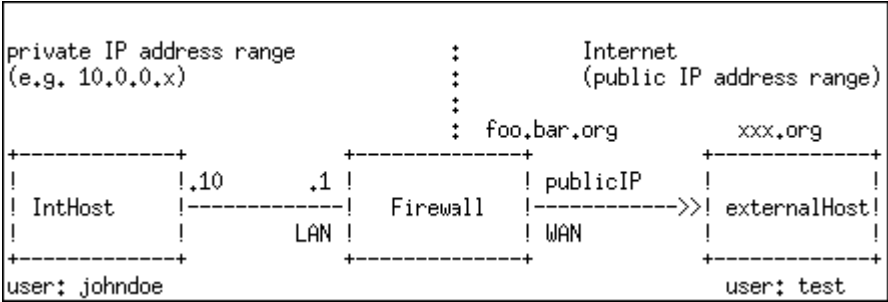 private IP address range : Internet
(e.g. 10.0.0.x) : (public IP address range)
:
: foo.bar.org xxx.org
+--------------+ +---------------+ +--------------+
! !.10 .1 ! ! publicIP ! !
! IntHost !--------------! Firewall !------------>>! externalHost!
! ! LAN ! ! WAN ! !
+--------------+ +---------------+ +--------------+
user: johndoe user: test